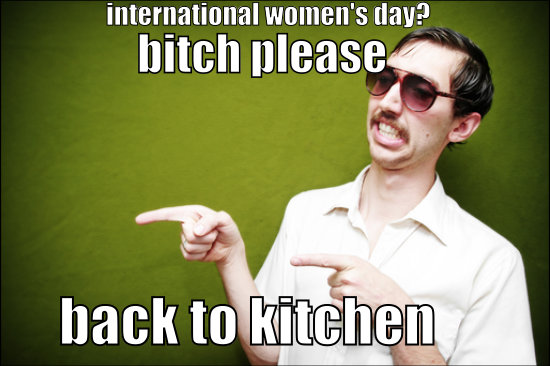 international women's day?
bitch please
back to kitchen